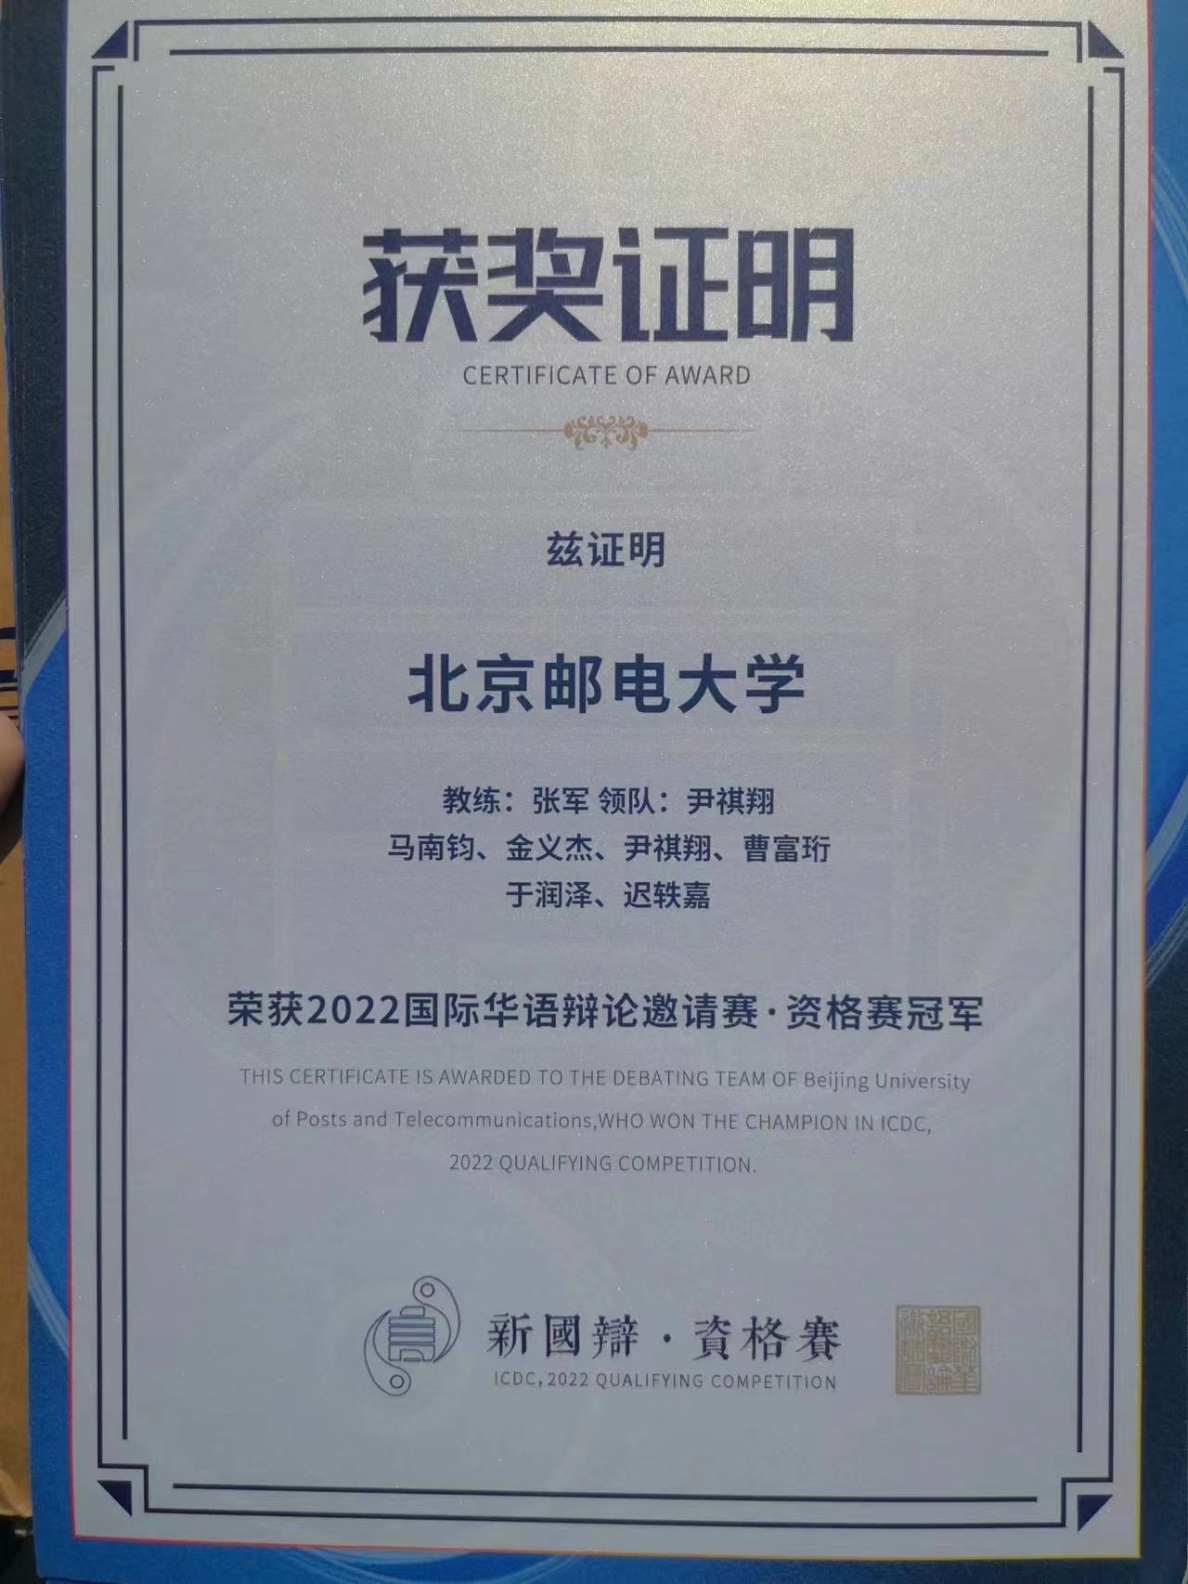 获奖证明
CERTIFICATE OF AWARD
兹证明
北京邮电大学
教练：张军 领队：尹祺翔
马南钧、金义杰、尹祺翔、曹富珩
于润泽、迟轶嘉
荣获2022国际华语辩论邀请赛·资格赛冠军
THIS CERTIFICATE IS AWARDED TO THE DEBATING TEAM OF Beijing University
of Posts and Telecommunications,WHO WON THE CHAMPION IN ICDC,
2022 QUALIFYING COMPETITION.
新國辯·資格賽
ICDC,2022 QUALIFYING COMPETITION